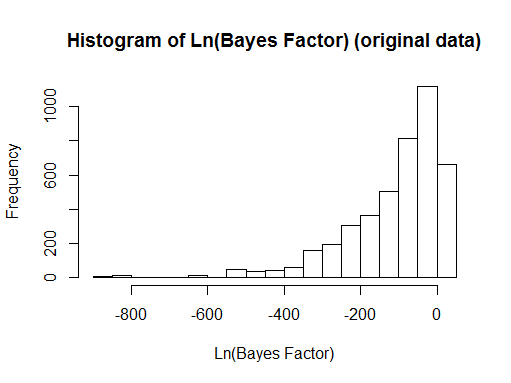 Histogram of Ln(Bayes Factor) (original data)
Frequency
1000
600
200
0
-800 -600 -400 -200 0
Ln(Bayes Factor)